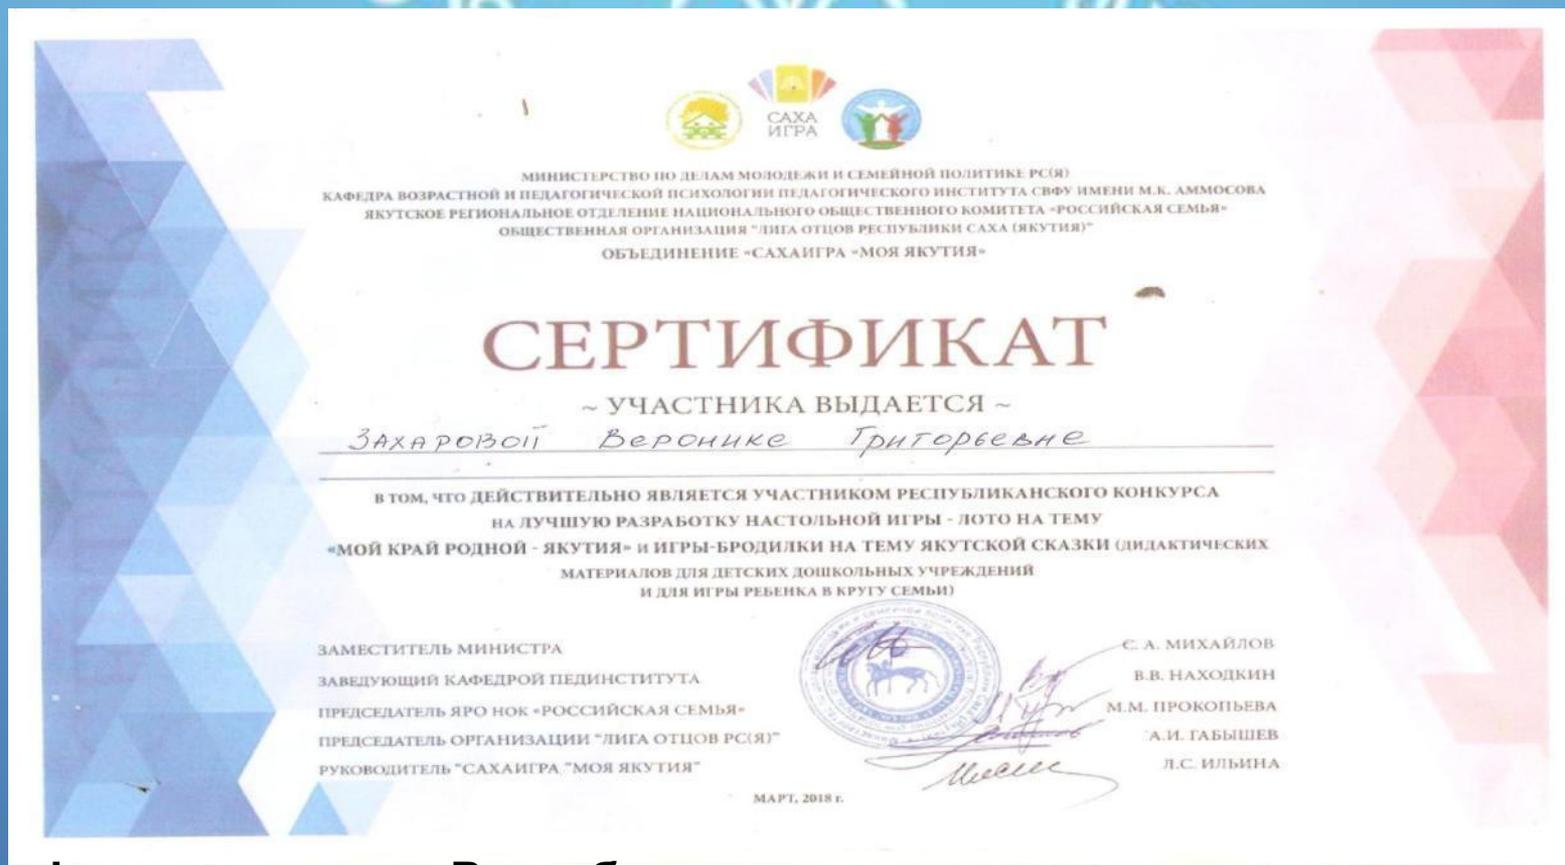 САХА
ИГРА
МИНИСТЕРСТВО ПО ДЕЛАМ МОЛОДЕЖИ И СЕМЕЙНОЙ ПОЛИТИКЕ РС(Я)
КАФЕДРА ВОЗРАСТНОЙ И ПЕДАГОГИЧЕСКОЙ ПСИХОЛОГИИ ПЕДАГОГИЧЕСКОГО ИНСТИТУТА СВФУ ИМЕНИ М.К. АММОСОВА
ЯКУТСКОЕ РЕГИОНАЛЬНОЕ ОТДЕЛЕНИЕ НАЦИОНАЛЬНОГО ОБЩЕСТВЕННОГО КОМИТЕТА «РОССИЙСКАЯ СЕМЬЯ»
ОБЩЕСТВЕННАЯ ОРГАНИЗАЦИЯ "ЛИГА ОТЦОВ РЕСПУБЛИКИ САХА (ЯКУТИЯ)"
ОБЪЕДИНЕНИЕ «САХАИГРА «МОЯ ЯКУТИЯ»
СЕРТИФИКАТ
~ УЧАСТНИКА ВЫДАЕТСЯ ~
Захаровой Веронике Григорьевне
В ТОМ, ЧТО ДЕЙСТВИТЕЛЬНО ЯВЛЯЕТСЯ УЧАСТНИКОМ РЕСПУБЛИКАНСКОГО КОНКУРСА
НА ЛУЧШУЮ РАЗРАБОТКУ НАСТОЛЬНОЙ ИГРЫ - ЛОТО НА ТЕМУ
«МОЙ КРАЙ РОДНОЙ - ЯКУТИЯ» И ИГРЫ-БРОДИЛКИ НА ТЕМУ ЯКУТСКОЙ СКАЗКИ (ДИДАКТИЧЕСКИХ
МАТЕРИАЛОВ ДЛЯ ДЕТСКИХ ДОШКОЛЬНЫХ УЧРЕЖДЕНИЙ
И ДЛЯ ИГРЫ РЕБЕНКА В КРУГУ СЕМЬИ)
ЗАМЕСТИТЕЛЬ МИНИСТРА С. А. МИХАЙЛОВ
ЗАВЕДУЮЩИЙ КАФЕДРОЙ ПЕДИНСТИТУТА В.В. НАХОДКИН
ПРЕДСЕДАТЕЛЬ ЯРО НОК «РОССИЙСКАЯ СЕМЬЯ» М.М. ПРОКОПЬЕВА
ПРЕДСЕДАТЕЛЬ ОРГАНИЗАЦИИ "ЛИГА ОТЦОВ РС(Я)" А.И. ГАБЫШЕВ
РУКОВОДИТЕЛЬ "САХАИГРА "МОЯ ЯКУТИЯ" Л.С. ИЛЬИНА
МАРТ, 2018 г.